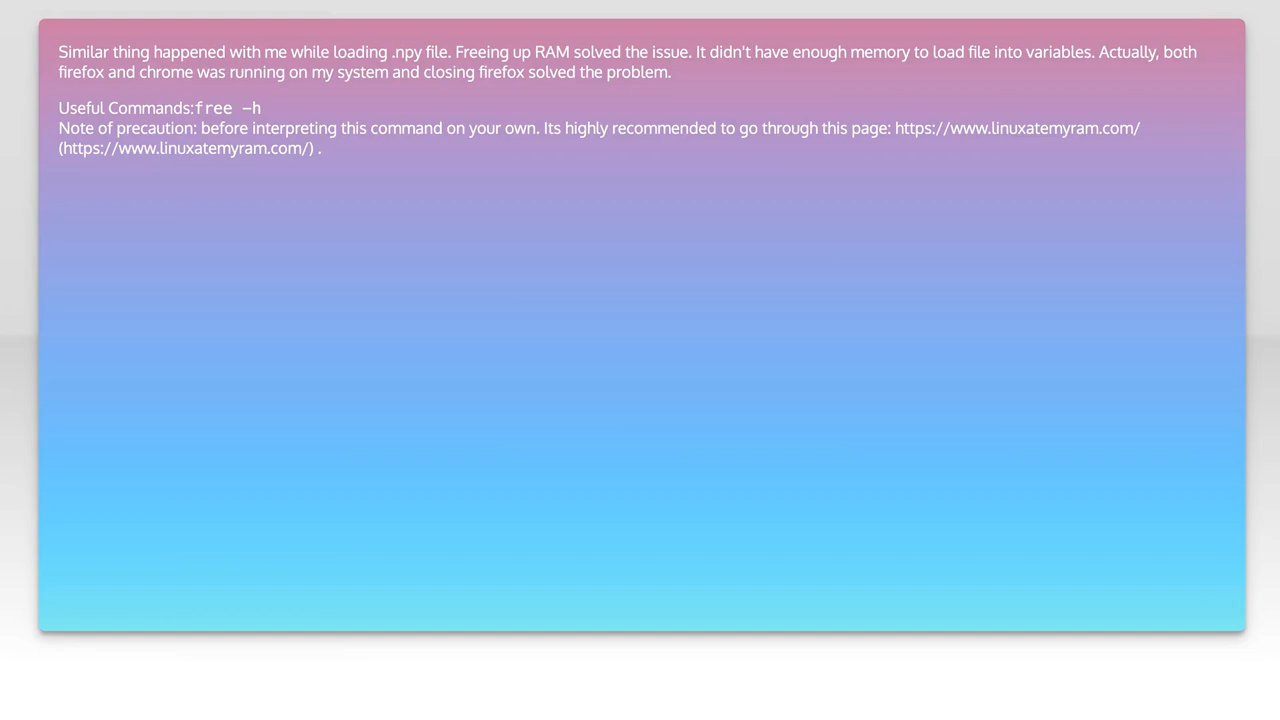 Similar thing happened with me while loading .npy file. Freeing up RAM solved the issue. It didn't have enough memory to load file into variables. Actually, both
firefox and chrome was running on my system and closing firefox solved the problem.
Useful Commands:free –h
Note of precaution: before interpreting this command on your own. Its highly recommended to go through this page: https://www.linuxatemyram.com/
(https://www.linuxatemyram.com/) .